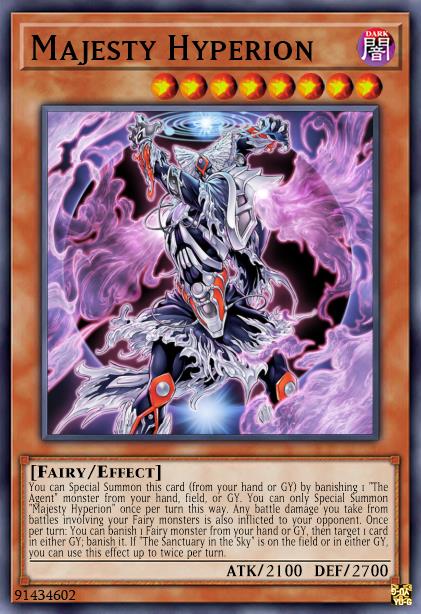 Majesty Hyperion
DARK
闇
[Fairy/Effect]
You can Special Summon this card (from your hand or GY) by banishing 1 "The
Agent" monster from your hand, field, or GY. You can only Special Summon
"Majesty Hyperion" once per turn this way. Any battle damage you take from
battles involving your Fairy monsters is also inflicted to your opponent. Once
per turn: You can banish 1 Fairy monster from your hand or GY, then target 1 card
in either GY; banish it. If "The Sanctuary in the Sky" is on the field or in either GY,
you can use this effect up to twice per turn.
ATK/2100 DEF/2700
91434602